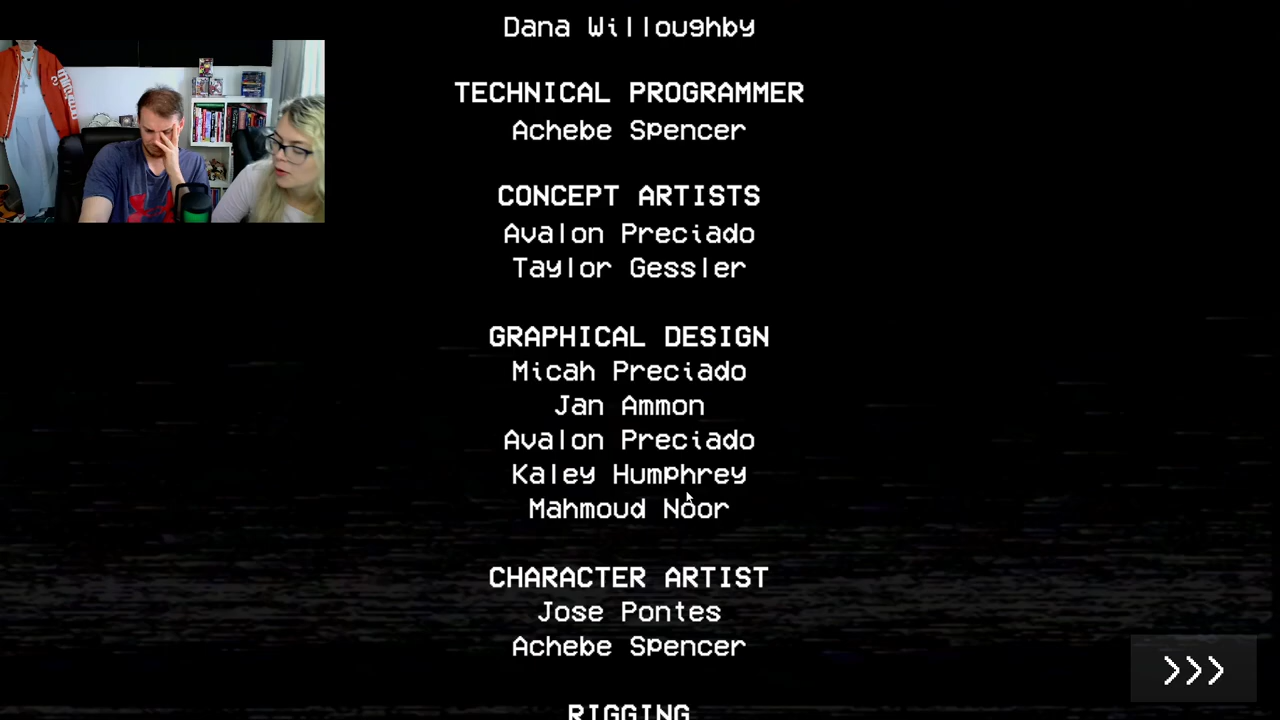 Dana Willoughby
TECHNICAL PROGRAMMER
Achebe Spencer
CONCEPT ARTISTS
Avalon Preciado
Taylor Gessler
GRAPHICAL DESIGN
Micah Preciado
Jan Ammon
Avalon Preciado
Kaley Humphrey
Mahmoud Noor
CHARACTER ARTIST
Jose Pontes
Achebe Spencer
RIGGING
>>>